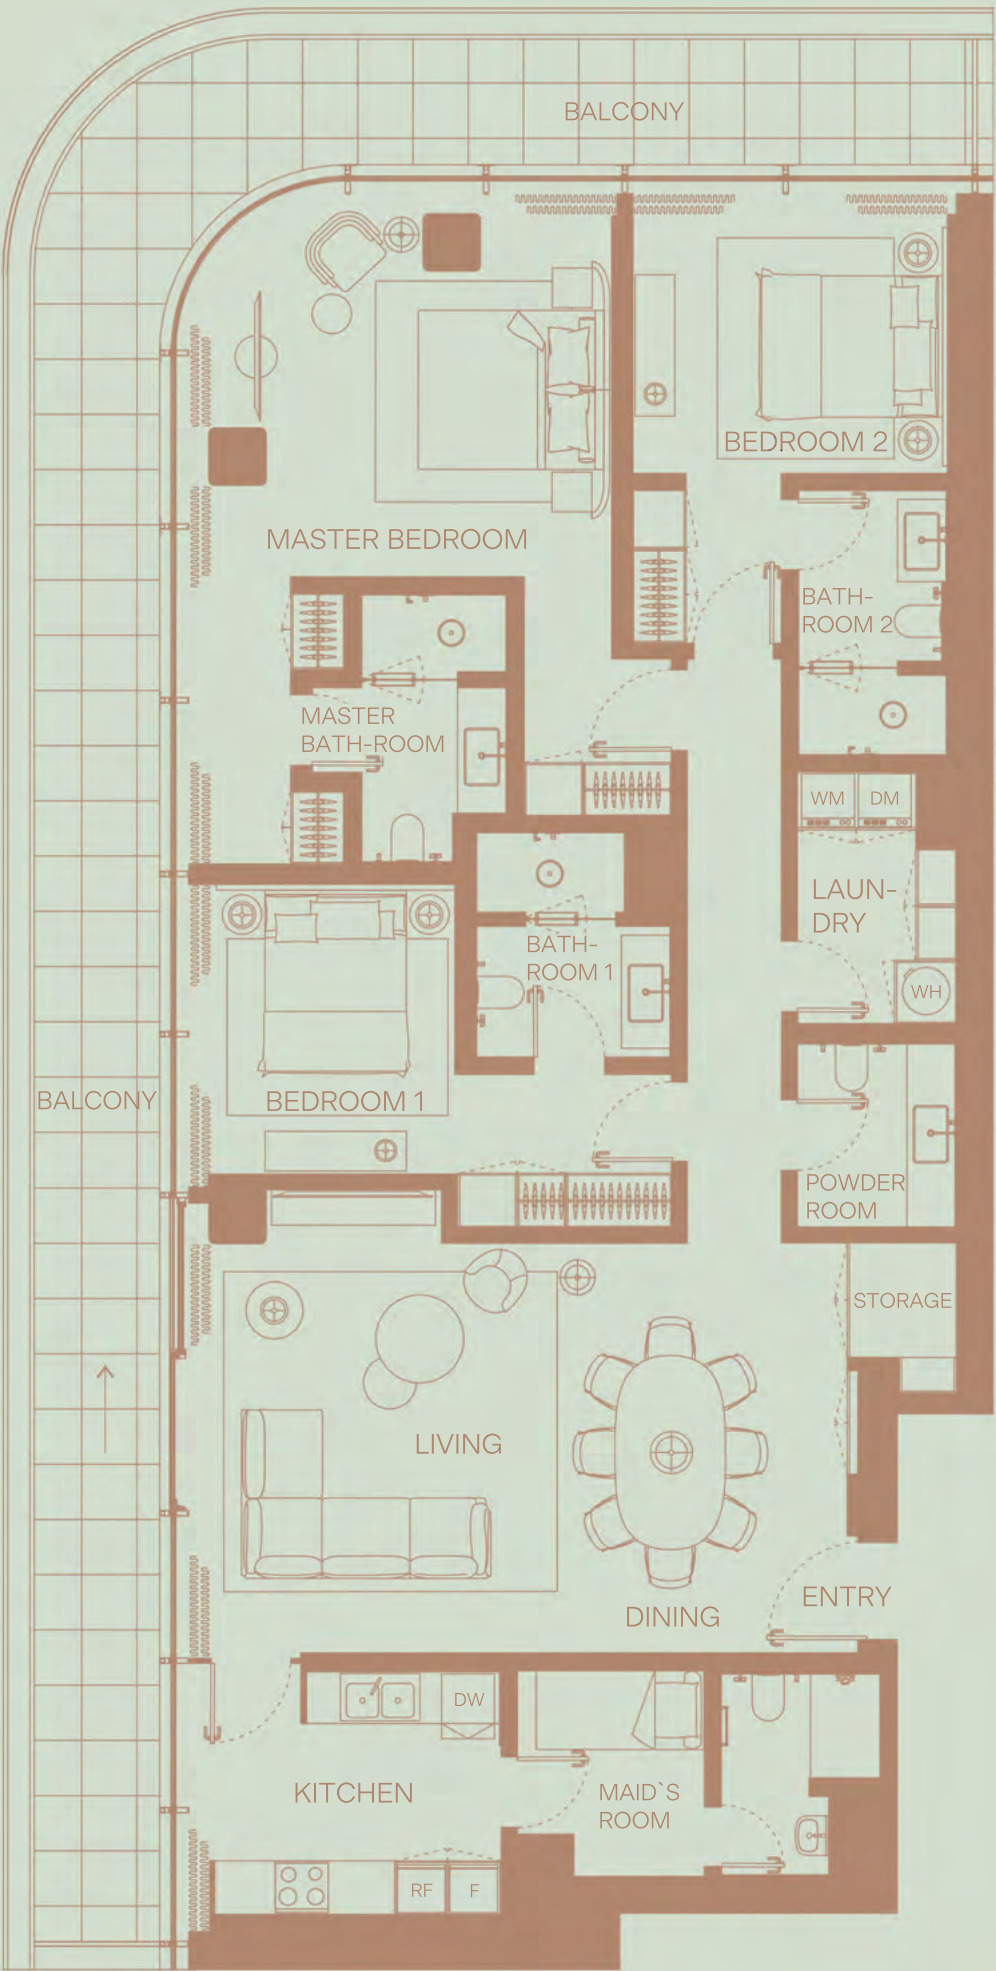 BALCONY
BEDROOM 2
MASTER BEDROOM
BATH-
ROOM 2
MASTER
BATH-ROOM
WM
DM
LAUN-
DRY
BATH-
ROOM 1
WH
BALCONY
BEDROOM 1
POWDER
ROOM
STORAGE
LIVING
ENTRY
DINING
DW
KITCHEN
MAID`S
ROOM
RF
F